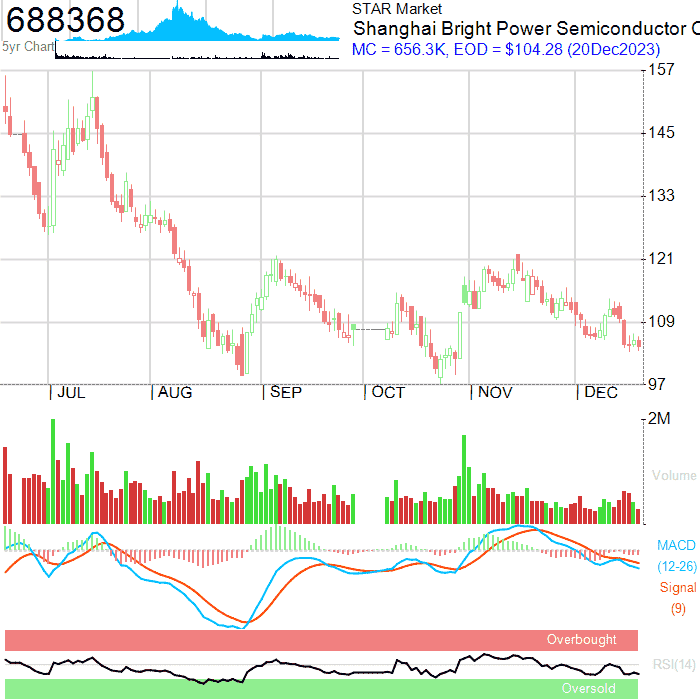 688368
STAR Market
Shanghai Bright Power Semiconductor C
5yr Chart
MC = 656.3K, EOD = $104.28 (20Dec2023)
157
145
133
121
109
97
JUL AUG SEP OCT NOV DEC
2M
Volume
MACD
(12-26)
Signal
(9)
Overbought
RSI(14)
Oversold